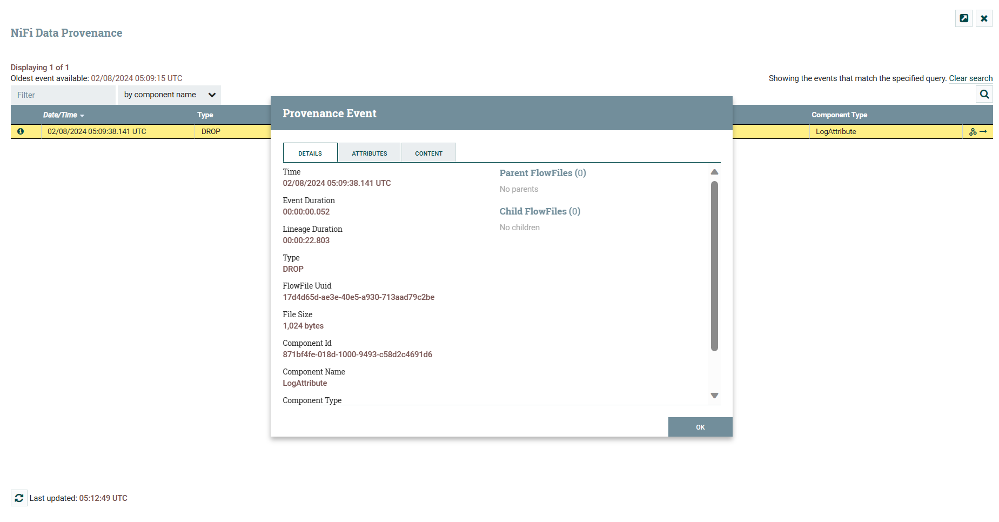 NiFi Data Provenance
Displaying 1 of 1
Oldest event available: 02/08/2024 05:09:15 UTC
Showing the events that match the specified query. Clear search
Filter
by component name
Date/Time
Type
Component Type
02/08/2024 05:09:38.141 UTC
DROP
LogAttribute
Provenance Event
DETAILS
ATTRIBUTES
CONTENT
Time
02/08/2024 05:09:38.141 UTC
Event Duration
00:00:00.052
Lineage Duration
00:00:22.803
Type
DROP
FlowFile Uuid
17d4d65d-ae3e-40e5-a930-713aad79c2be
File Size
1,024 bytes
Component Id
871bf4fe-018d-1000-9493-c58d2c4691d6
Component Name
LogAttribute
Component Type
Parent FlowFiles (0)
No parents
Child FlowFiles (0)
No children
OK
Last updated: 05:12:49 UTC